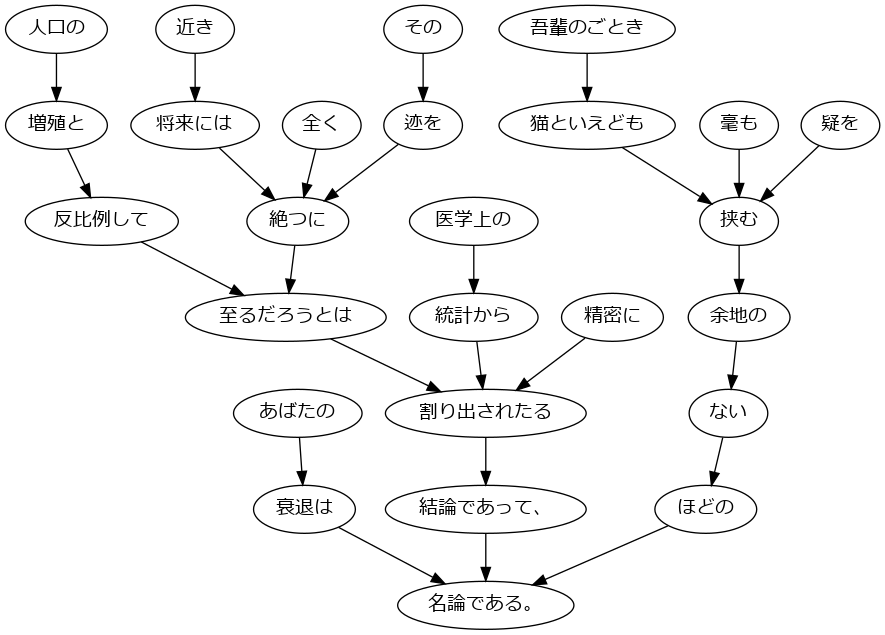 人口の
近き
その
吾輩のごとき
増殖と
将来には
全く
迹を
猫といえども
毫も
疑を
反比例して
絶つに
医学上の
挟む
至るだろうとは
統計から
精密に
余地の
あばたの
割り出されたる
ない
衰退は
結論であって、
ほどの
名論である。